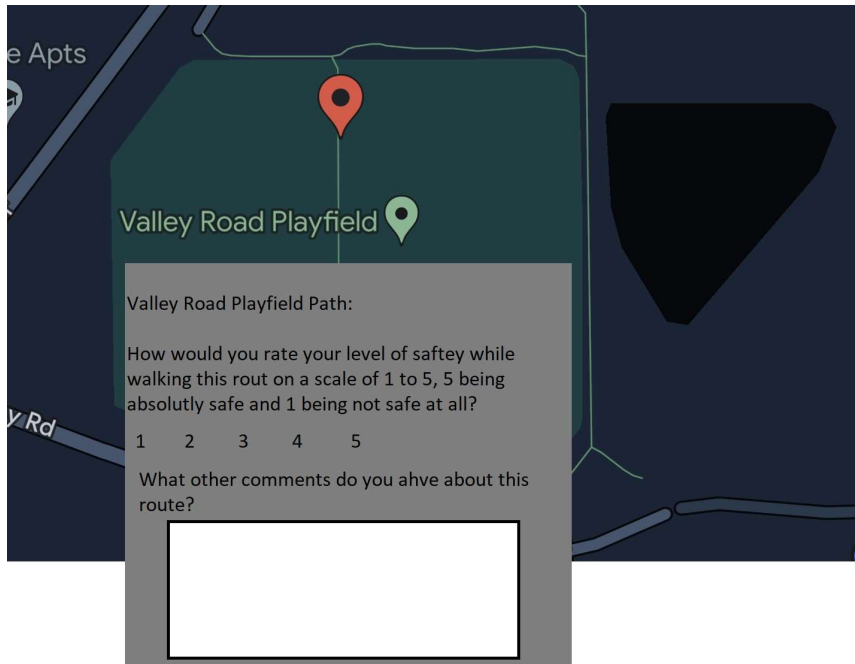 e Apts
Valley Road Playfield
Valley Road Playfield Path:
How would you rate your level of saftey while
walking this rout on a scale of 1 to 5, 5 being
absolutly safe and 1 being not safe at all?
y Rd
1 2 3 4 5
What other comments do you ahve about this
route?